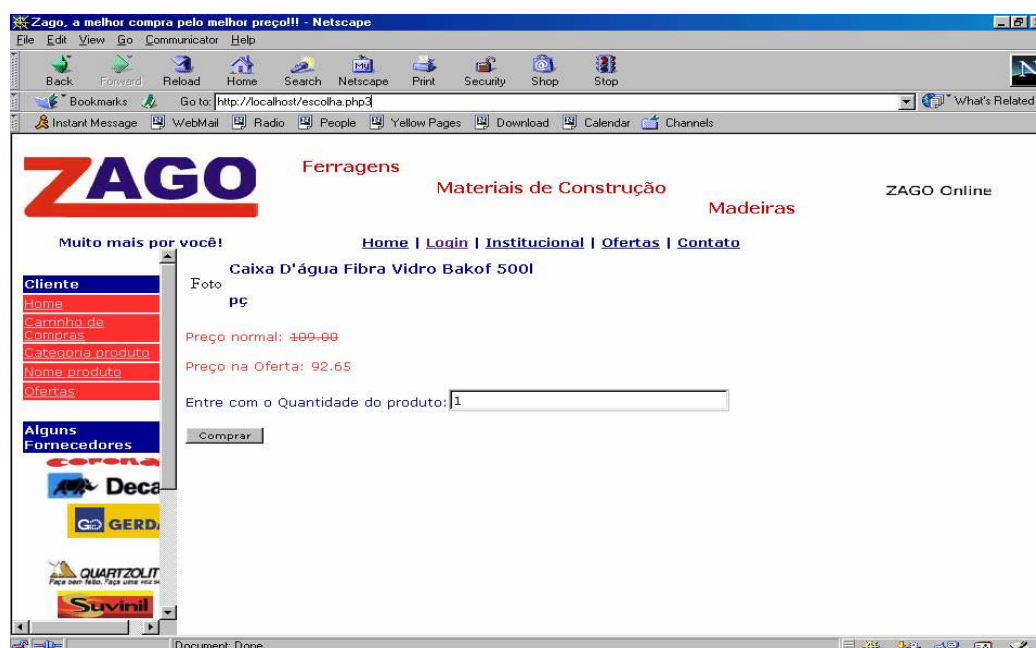 Zago, a melhor compra pelo melhor preço!!! - Netscape
File Edit View Go Communicator Help
Back Forward Reload Home Search Netscape Print Security Shop Stop
Bookmarks Go to: http://localhost/escolha.php3 What's Related
Instant Message WebMail Radio People Yellow Pages Download Calendar Channels
ZAGO
Ferragens
Materiais de Construção
Madeiras
ZAGO Online
Muito mais por você!
Home | Login | Institucional | Ofertas | Contato
Cliente
Home
Carrinho de
Compras
Categoria produto
Nome produto
Ofertas
Alguns
Fornecedores
corona
Deca
GERDA
QUARTZOLIT
Suvinil
Caixa D'água Fibra Vidro Bakof 500l
Foto
pç
Preço normal: 109.00
Preço na Oferta: 92.65
Entre com o Quantidade do produto: 1
Comprar
Document: Done